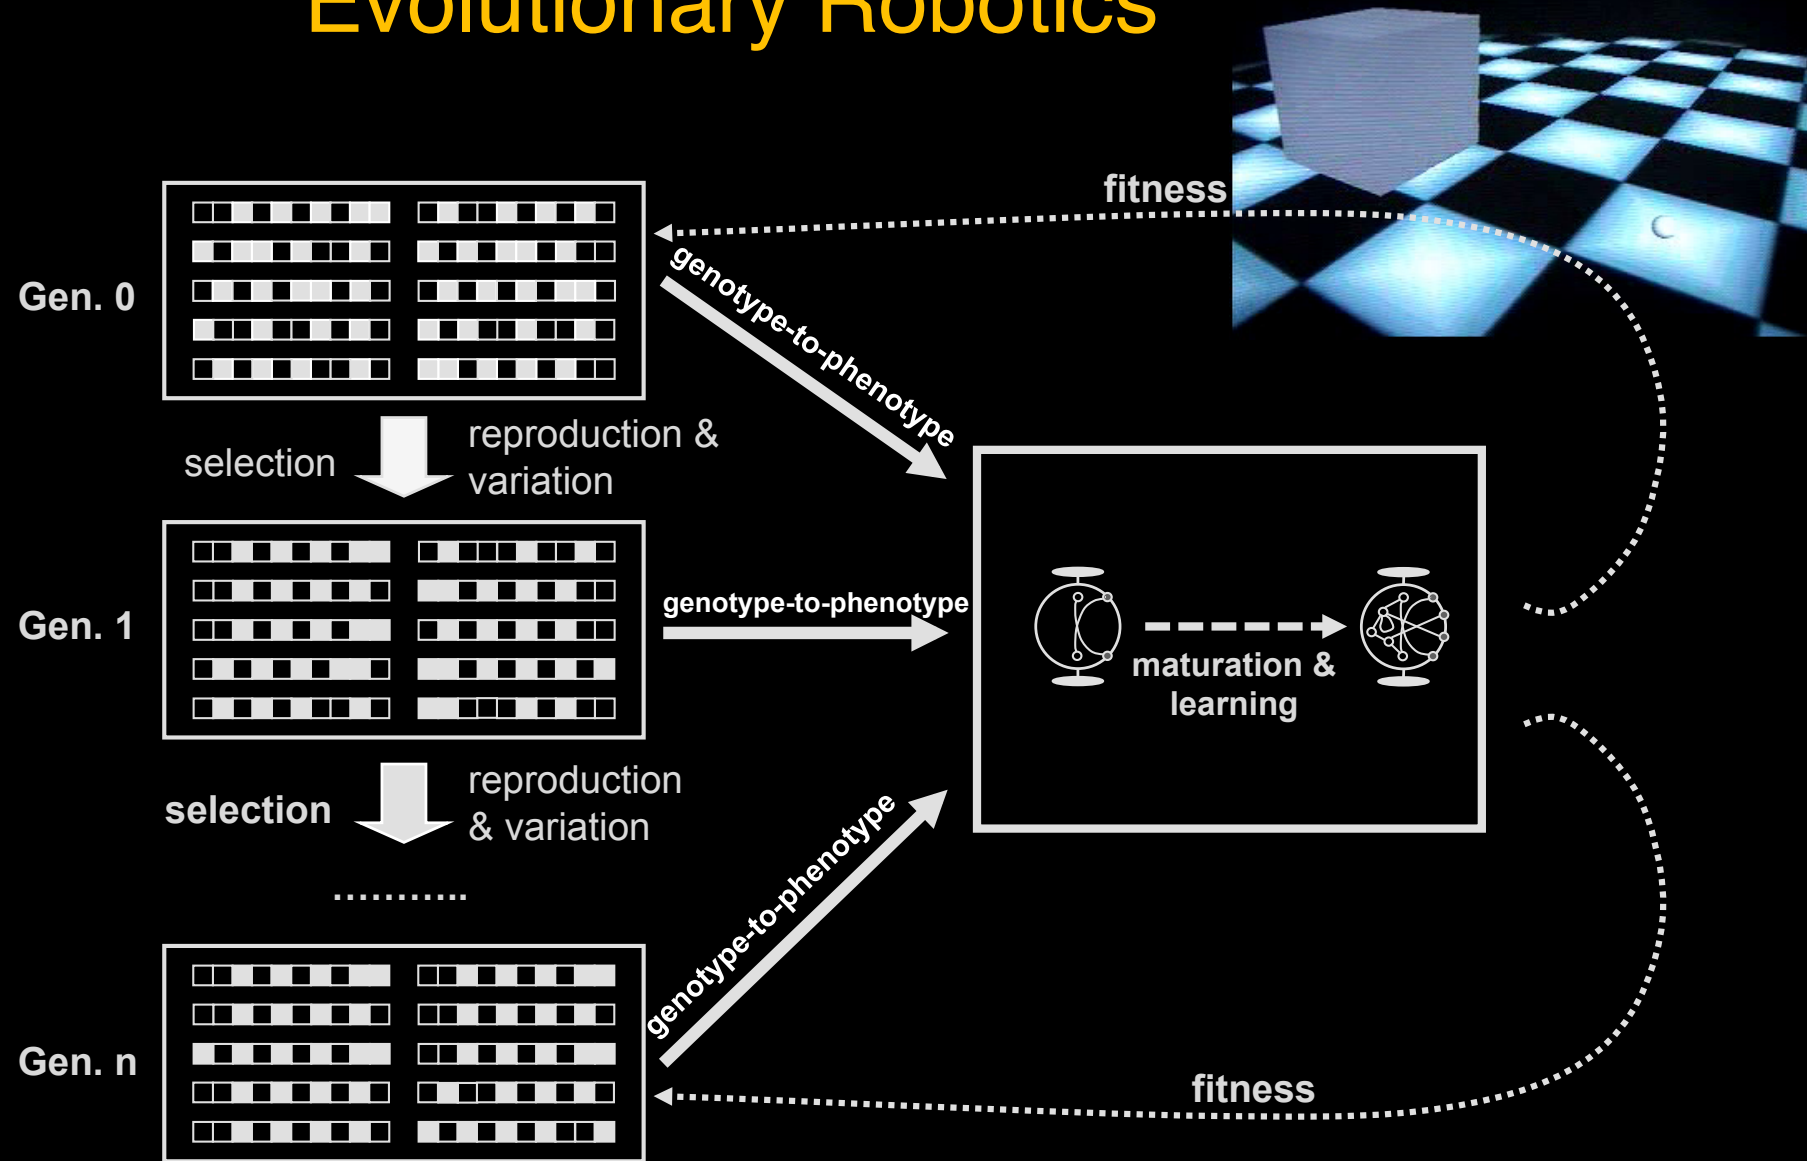 Evolutionary Robotics
fitness
genotype-to-phenotype
Gen. 0
selection
reproduction &
variation
Gen. 1
genotype-to-phenotype
maturation &
learning
selection
reproduction
& variation
...........
genotype-to-phenotype
Gen. n
fitness